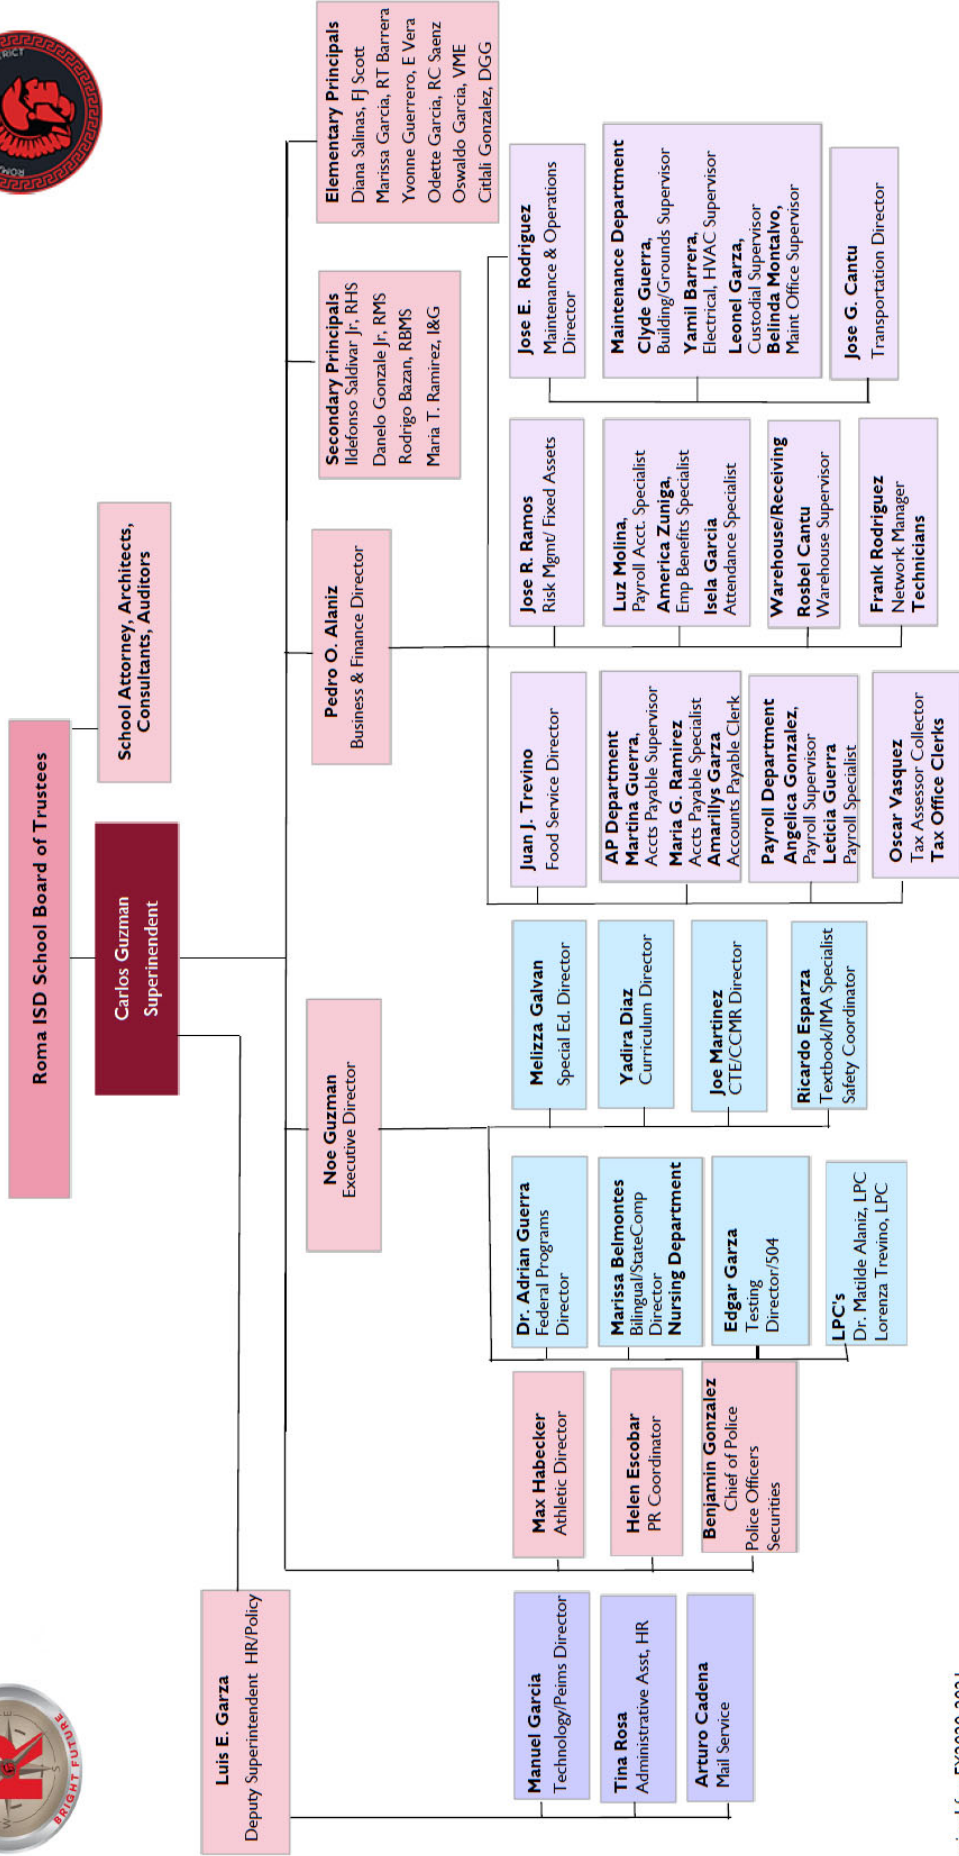 Roma ISD School Board of Trustees
Carlos Guzman
Superinendent
School Attorney, Architects,
Consultants, Auditors
BRIGHT FUTURE
Luis E. Garza
Deputy Superintendent HR/Policy
Noe Guzman
Executive Director
Pedro O. Alaniz
Business & Finance Director
Secondary Principals
Ildefonso Saldivar Jr, RHS
Danelo Gonzale Jr, RMS
Rodrigo Bazan, RBMS
Maria T. Ramirez, I&G
Elementary Principals
Diana Salinas, FJ Scott
Marissa Garcia, RT Barrera
Yvonne Guerrero, E Vera
Odette Garcia, RC Saenz
Oswaldo Garcia, VME
Citlali Gonzalez, DGG
Manuel Garcia
Technology/Peims Director
Tina Rosa
Administrative Asst, HR
Arturo Cadena
Mail Service
Max Habecker
Athletic Director
Helen Escobar
PR Coordinator
Benjamin Gonzalez
Chief of Police
Police Officers
Securities
Dr. Adrian Guerra
Federal Programs
Director
Marissa Belmontes
Bilingual/StateComp
Director
Nursing Department
Edgar Garza
Testing
Director/504
LPC's
Dr. Matilde Alaniz, LPC
Lorenza Trevino, LPC
Melizza Galvan
Special Ed. Director
Yadira Diaz
Curriculum Director
Joe Martinez
CTE/CCMR Director
Ricardo Esparza
Textbook/IMA Specialist
Safety Coordinator
Juan J. Trevino
Food Service Director
AP Department
Martina Guerra,
Accts Payable Supervisor
Maria G. Ramirez
Accts Payable Specialist
Amarillys Garza
Accounts Payable Clerk
Payroll Department
Angelica Gonzalez,
Payroll Supervisor
Leticia Guerra
Payroll Specialist
Oscar Vasquez
Tax Assessor Collector
Tax Office Clerks
Jose R. Ramos
Risk Mgmt/ Fixed Assets
Luz Molina,
Payroll Acct. Specialist
America Zuniga,
Emp Benefits Specialist
Isela Garcia
Attendance Specialist
Warehouse/Receiving
Rosbel Cantu
Warehouse Supervisor
Frank Rodriguez
Network Manager
Technicians
Jose E. Rodriguez
Maintenance & Operations
Director
Maintenance Department
Clyde Guerra,
Building/Grounds Supervisor
Yamil Barrera,
Electrical, HVAC Supervisor
Leonel Garza,
Custodial Supervisor
Belinda Montalvo,
Maint Office Supervisor
Jose G. Cantu
Transportation Director